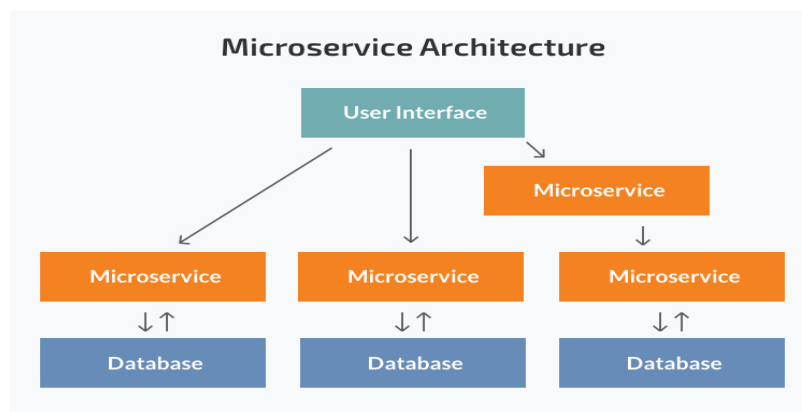 Microservice Architecture
User Interface
Microservice
Microservice
Microservice
Microservice
Database
Database
Database